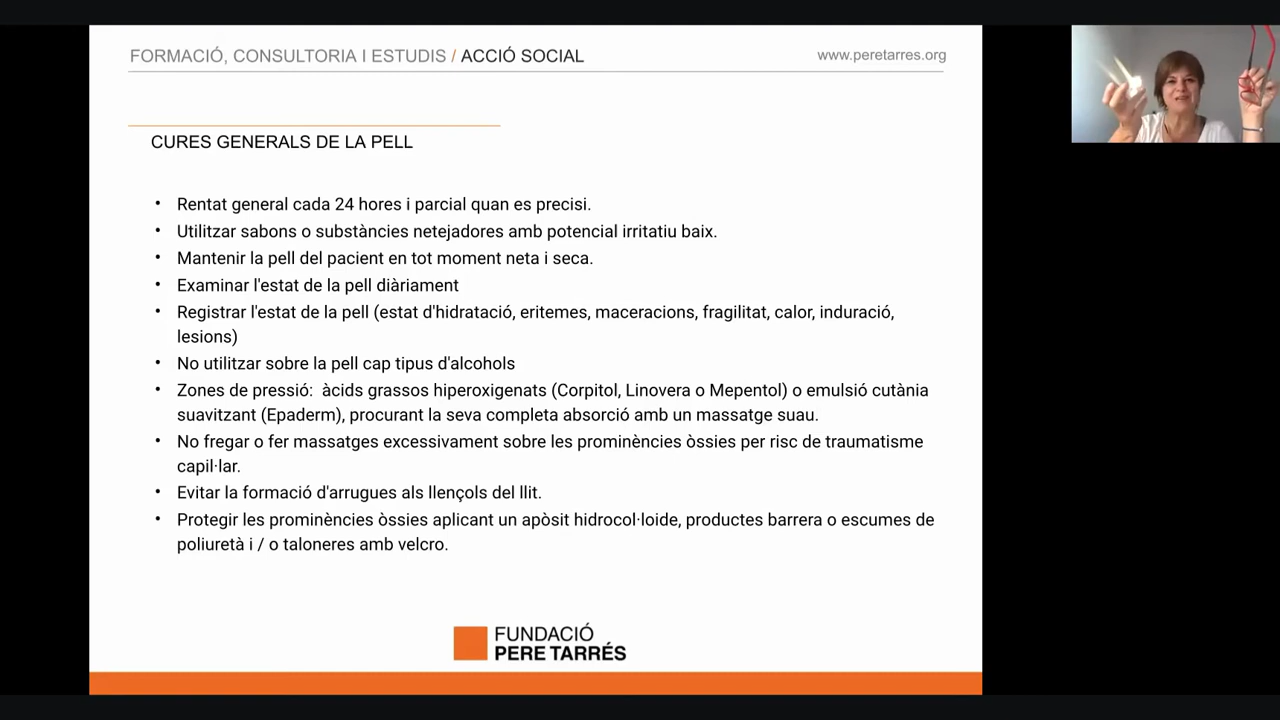 FORMACIÓ, CONSULTORIA I ESTUDIS / ACCIÓ SOCIAL
www.peretarres.org
CURES GENERALS DE LA PELL
• Rentat general cada 24 hores i parcial quan es precisi.
• Utilitzar sabons o substàncies netejadores amb potencial irritatiu baix.
• Mantenir la pell del pacient en tot moment neta i seca.
• Examinar l'estat de la pell diàriament
• Registrar l'estat de la pell (estat d'hidratació, eritemes, maceracions, fragilitat, calor, induració,
lesions)
• No utilitzar sobre la pell cap tipus d'alcohols
• Zones de pressió:  àcids grassos hiperoxigenats (Corpitol, Linovera o Mepentol) o emulsió cutània
suavitzant (Epaderm), procurant la seva completa absorció amb un massatge suau.
• No fregar o fer massatges excessivament sobre les prominències òssies per risc de traumatisme
capil·lar.
• Evitar la formació d'arrugues als llençols del llit.
• Protegir les prominències òssies aplicant un apòsit hidrocol·loide, productes barrera o escumes de
poliuretà i / o taloneres amb velcro.
FUNDACIÓ
PERE TARRÉS